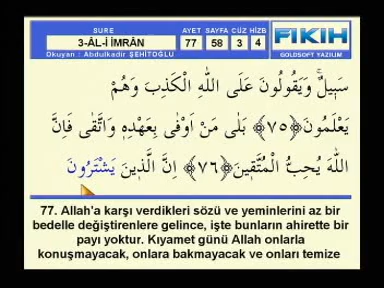 SURE AYET SAYFA CÜZ HİZB
3-ÂL-İ İMRÂN 77 58 3 4
Okuyan : Abdulkadir ŞEHİTOĞLU
FIKIH
GOLDSOFT YAZILIM
سَبِيلٌۚ وَيَقُولُونَ عَلَى اللّٰهِ الْكَذِبَ وَهُمْ
يَعْلَمُونَ ﴿٧٥﴾ بَلٰى مَنْ اَوْفٰى بِعَهْدِه۪ وَاتَّقٰى فَاِنَّ
اللّٰهَ يُحِبُّ الْمُتَّق۪ينَ ﴿٧٦﴾ اِنَّ الَّذ۪ينَ يَشْتَرُونَ
77. Allah'a karşı verdikleri sözü ve yeminlerini az bir
bedelle değiştirenlere gelince, işte bunların ahirette bir
payı yoktur. Kıyamet günü Allah onlarla
konuşmayacak, onlara bakmayacak ve onları temize